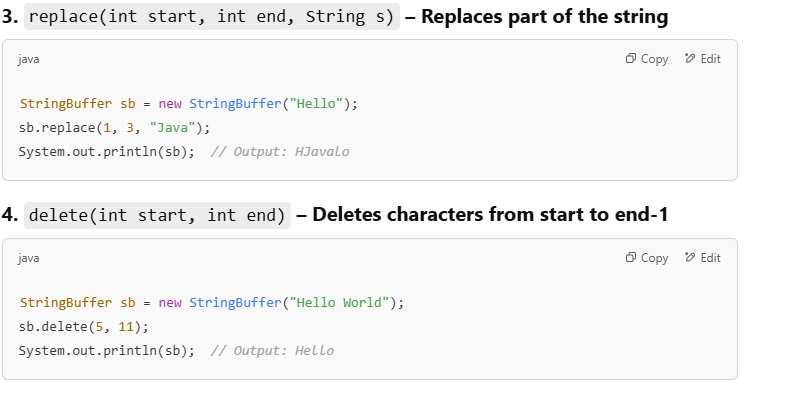 3. replace(int start, int end, String s) – Replaces part of the string
java
Copy Edit
StringBuffer sb = new StringBuffer("Hello");
sb.replace(1, 3, "Java");
System.out.println(sb);  // Output: HJavalo
4. delete(int start, int end) – Deletes characters from start to end-1
java
Copy Edit
StringBuffer sb = new StringBuffer("Hello World");
sb.delete(5, 11);
System.out.println(sb);  // Output: Hello